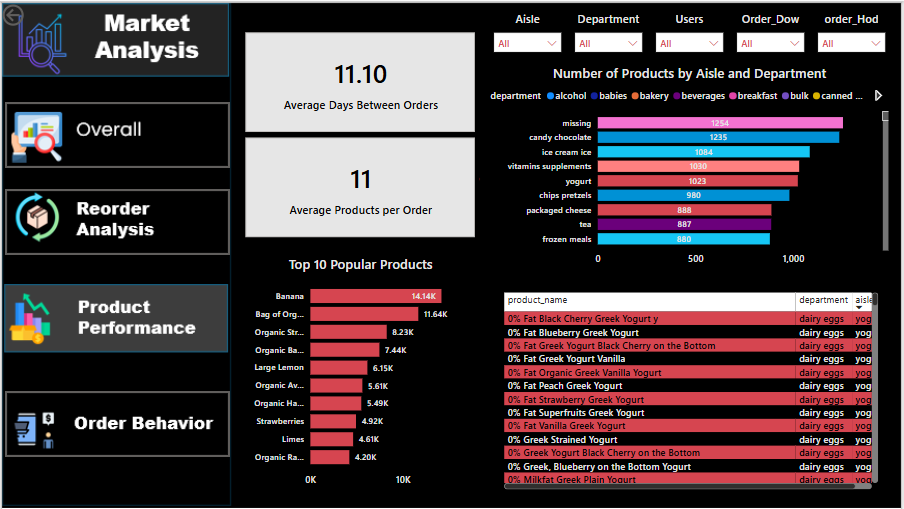 Market
Analysis
Overall
Reorder
Analysis
Product
Performance
Order Behavior
11.10
Average Days Between Orders
11
Average Products per Order
Aisle Department Users Order_Dow order_Hod
All All All All All
Number of Products by Aisle and Department
department alcohol babies bakery beverages breakfast bulk canned ...
missing 1254
candy chocolate 1235
ice cream ice 1084
vitamins supplements 1030
yogurt 1023
chips pretzels 980
packaged cheese 888
tea 887
frozen meals 880
0 500 1,000
Top 10 Popular Products
Banana 14.14K
Bag of Org... 11.64K
Organic Str... 8.23K
Organic Ba... 7.44K
Large Lemon 6.15K
Organic Av... 5.61K
Organic Ha... 5.49K
Strawberries 4.92K
Limes 4.61K
Organic Ra... 4.20K
0K 10K
product_name department aisle
0% Fat Black Cherry Greek Yogurt y dairy eggs yog
0% Fat Blueberry Greek Yogurt dairy eggs yog
0% Fat Greek Yogurt Black Cherry on the Bottom dairy eggs yog
0% Fat Greek Yogurt Vanilla dairy eggs yog
0% Fat Organic Greek Vanilla Yogurt dairy eggs yog
0% Fat Peach Greek Yogurt dairy eggs yog
0% Fat Strawberry Greek Yogurt dairy eggs yog
0% Fat Superfruits Greek Yogurt dairy eggs yog
0% Fat Vanilla Greek Yogurt dairy eggs yog
0% Greek Strained Yogurt dairy eggs yog
0% Greek Yogurt Black Cherry on the Bottom dairy eggs yog
0% Greek, Blueberry on the Bottom Yogurt dairy eggs yog
0% Milkfat Greek Plain Yogurt dairy eggs yog